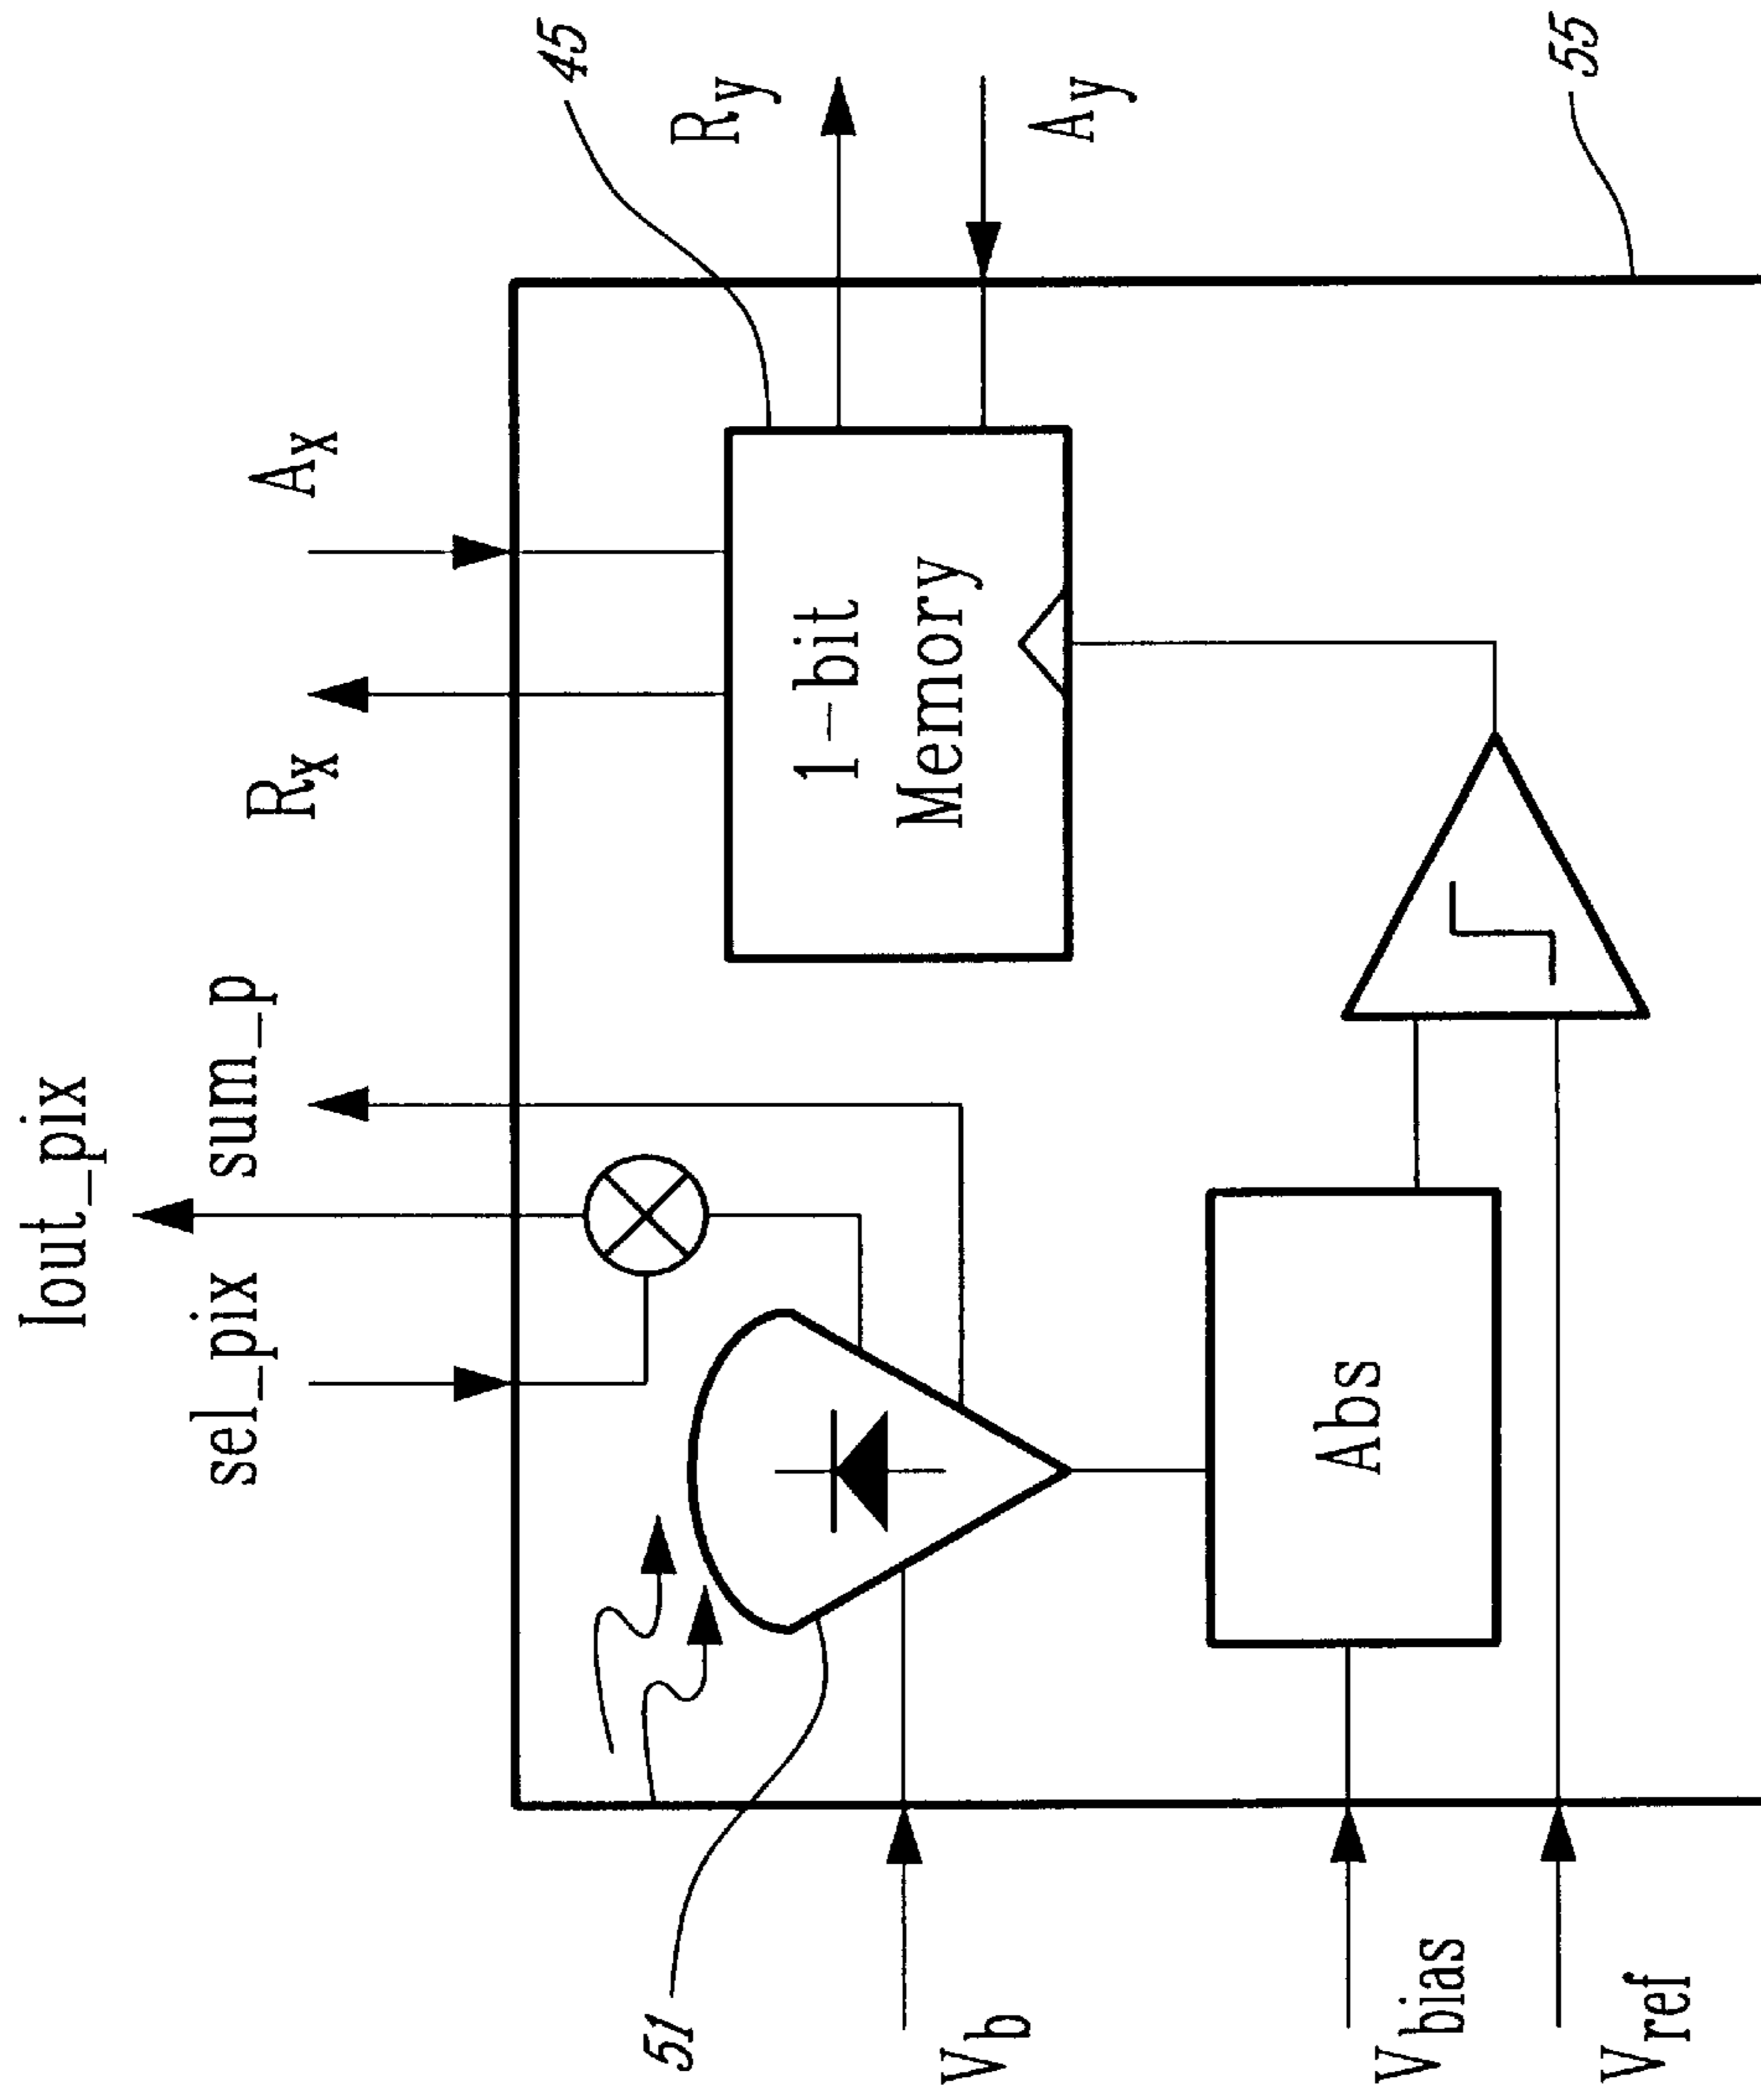 Iout_pix
sel_pix
sum_p
Rx
Ax
45
Ry
Ay
1-bit
Memory
51
Vb
Abs
Vbias
Vref
55